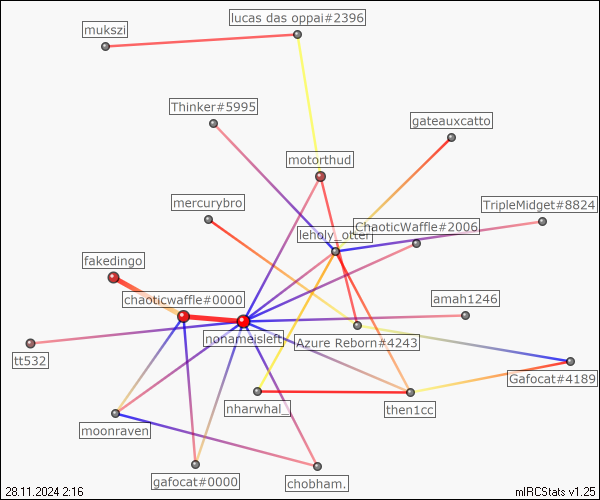 lucas das oppai#2396
mukszi
Thinker#5995
gateauxcatto
motorthud
mercurybro
TripleMidget#8824
ChaoticWaffle#2006
leholy_otter
fakedingo
chaoticwaffle#0000
amah1246
nonameisleft
Azure Reborn#4243
tt532
Gafocat#4189
nharwhal_
then1cc
moonraven
gafocat#0000
chobham.
28.11.2024 2:16
mIRCStats v1.25